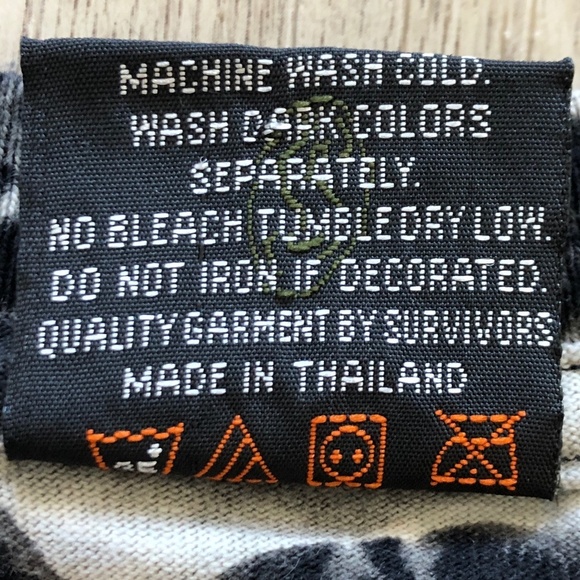 MACHINE WASH COLD.
WASH DARK COLORS
SEPARATELY.
NO BLEACH TUMBLE DRY LOW.
DO NOT IRON IF DECORATED.
QUALITY GARMENT BY SURVIVORS
MADE IN THAILAND